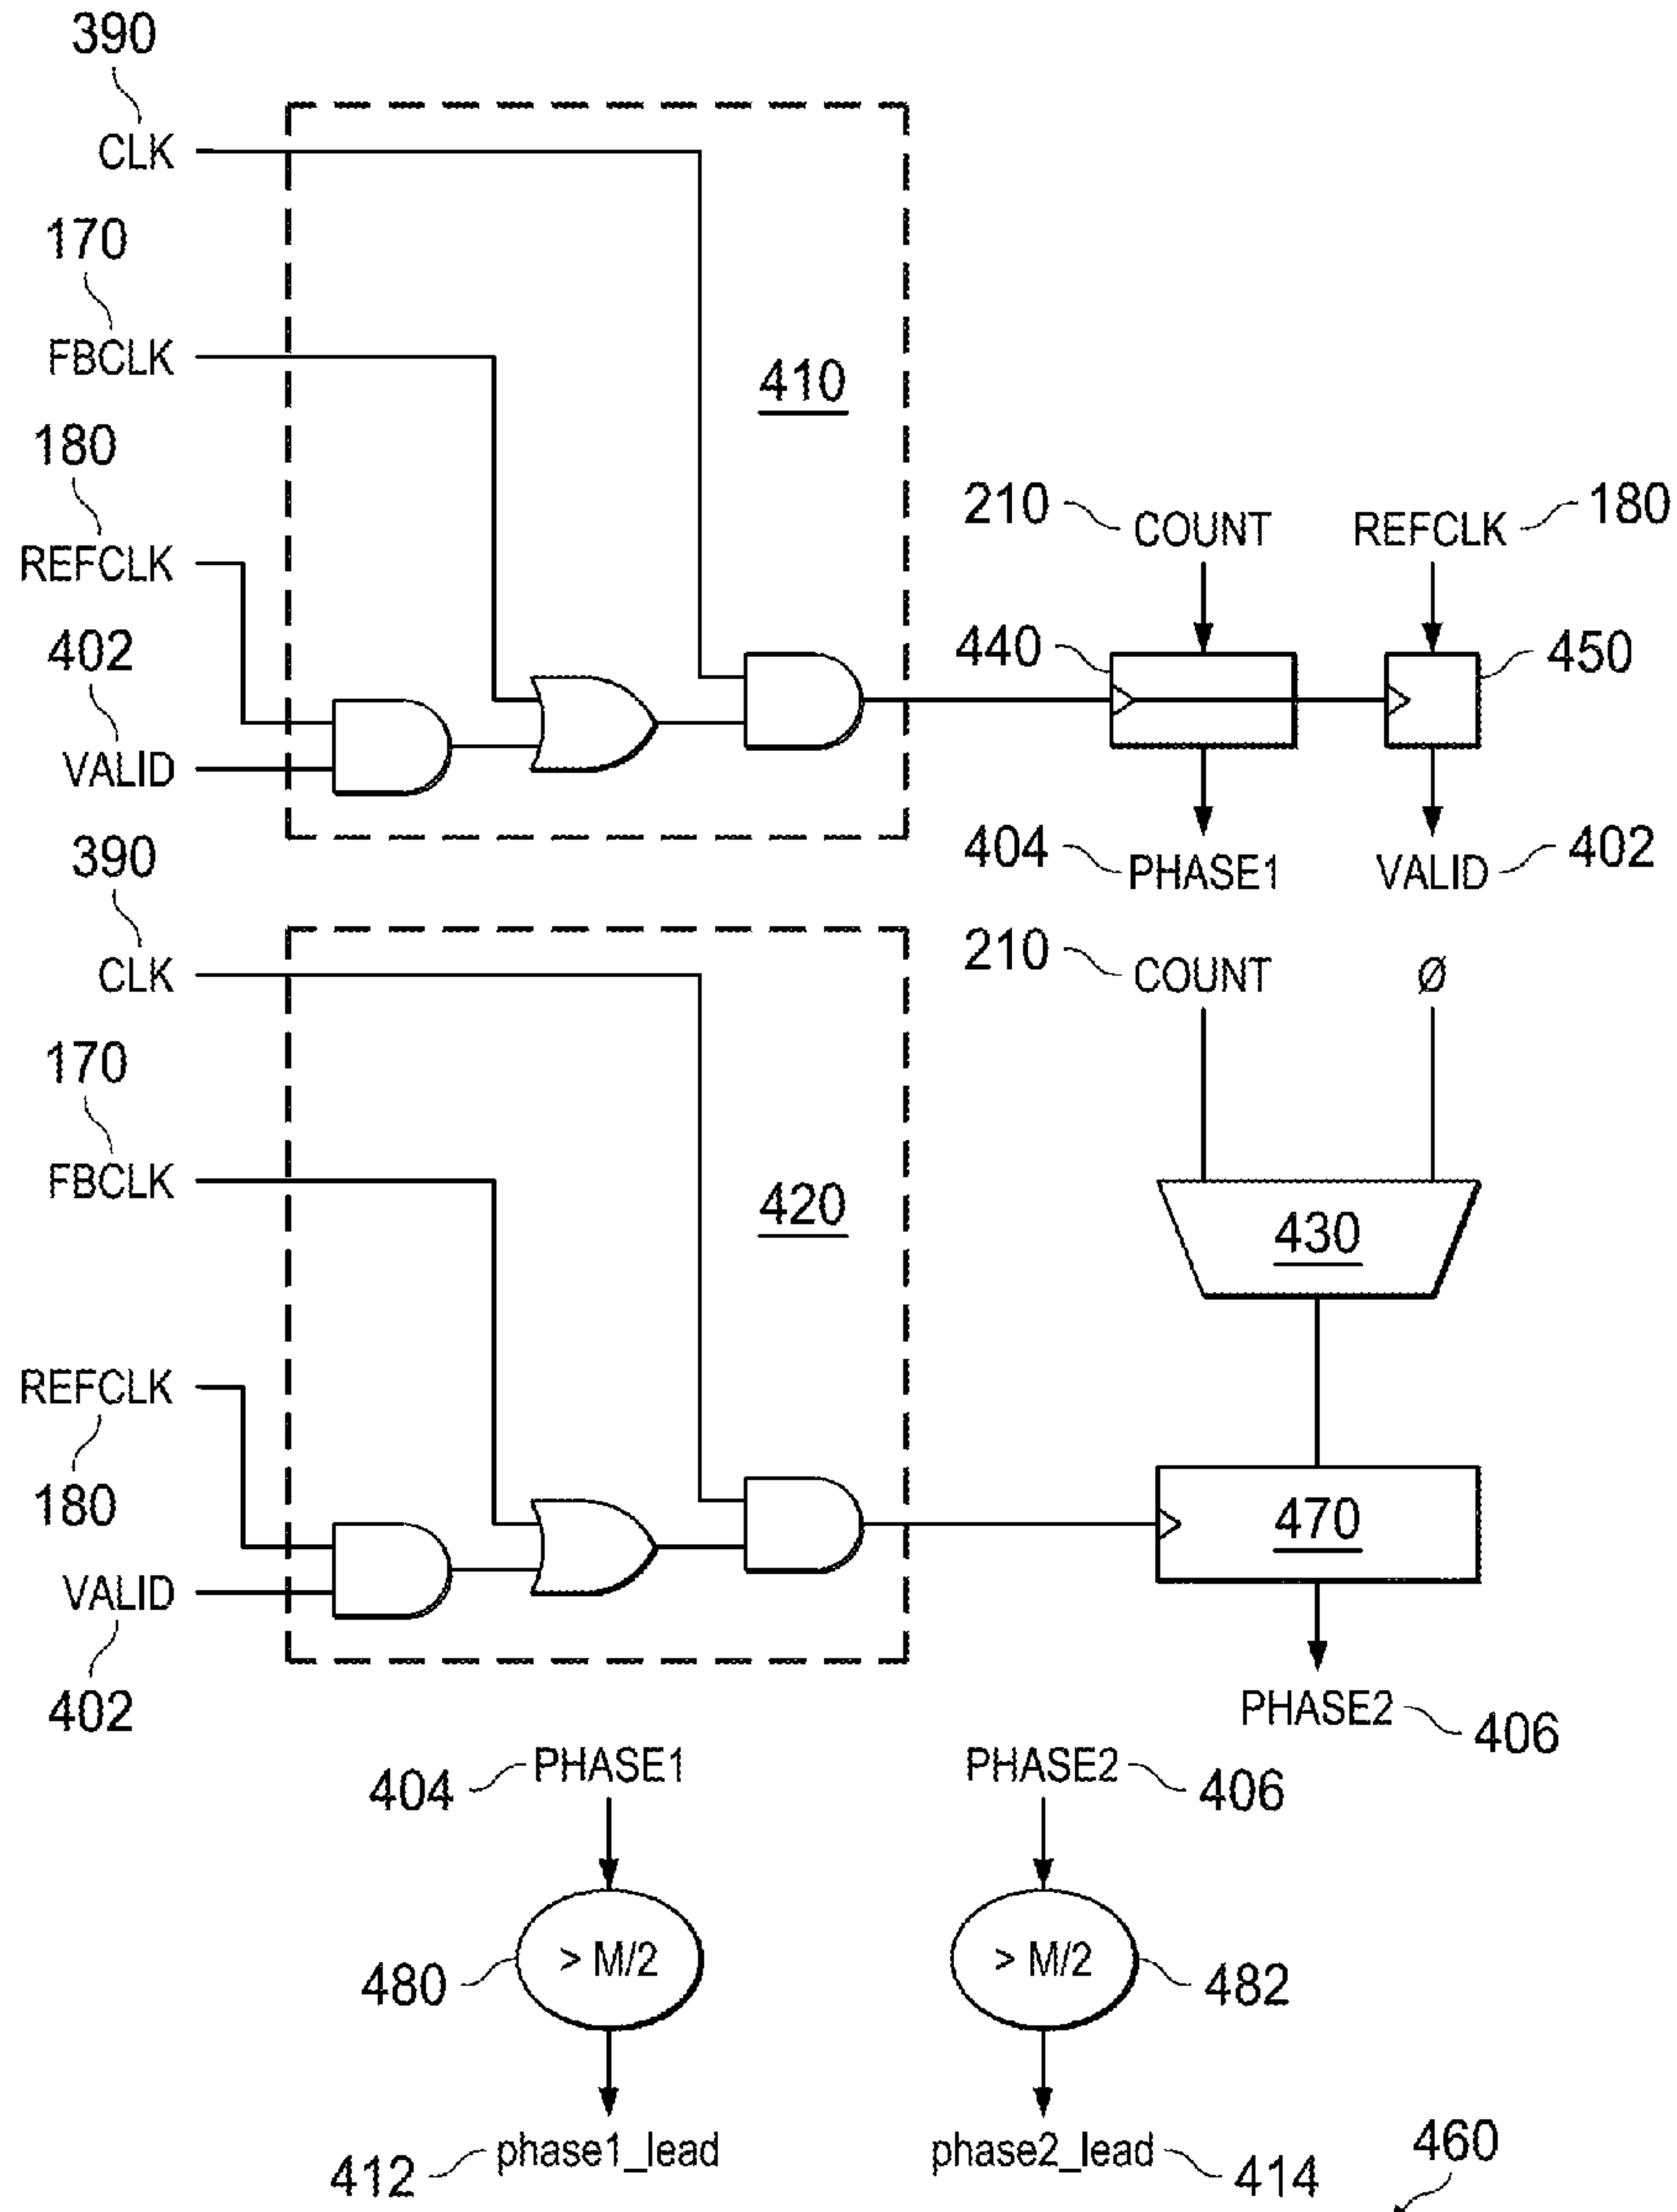 390
CLK
170
FBCLK
410
180
REFCLK
210 COUNT REFCLK 180
402
VALID
440 450
404 PHASE1 VALID 402
390
CLK
210 COUNT Ø
170
FBCLK
420
430
REFCLK
180
470
VALID
402
PHASE2 406
404 PHASE1 PHASE2 406
480 > M/2 > M/2 482
412 phase1_lead phase2_lead 414
460